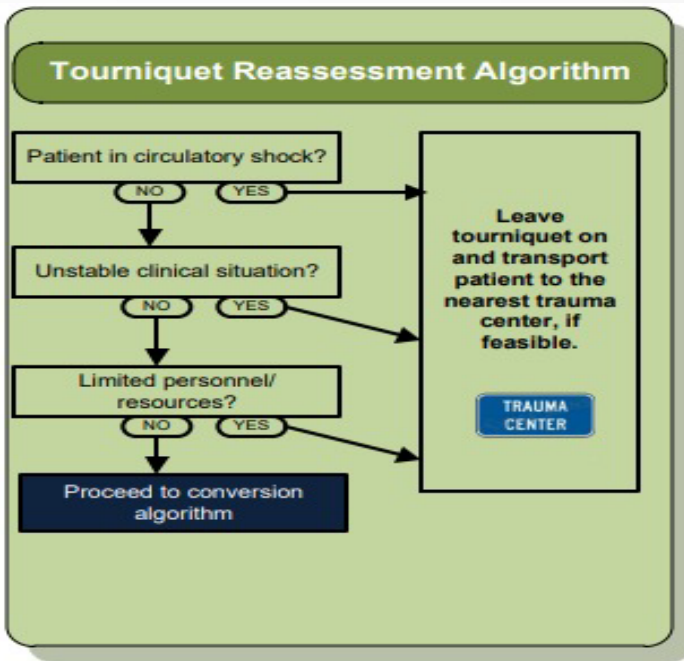 Tourniquet Reassessment Algorithm
Patient in circulatory shock?
NO YES
Unstable clinical situation?
NO YES
Limited personnel/
resources?
NO YES
Proceed to conversion
algorithm
Leave
tourniquet on
and transport
patient to the
nearest trauma
center, if
feasible.
TRAUMA
CENTER